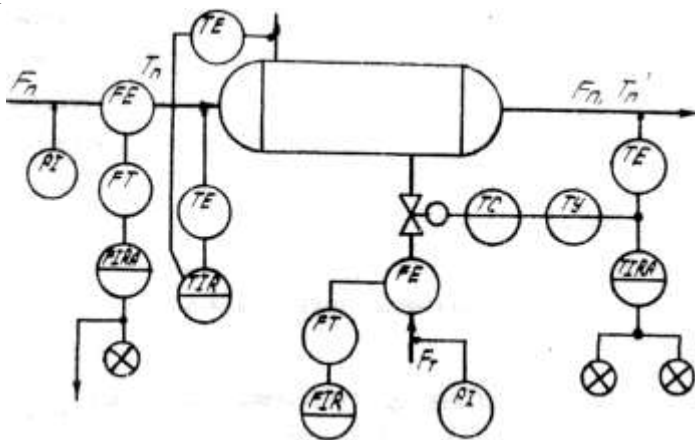 TE
Fп
Tп
FE
Fп, Tп'
PI
FT
TE
TE
TC
TY
FIRA
TIR
FE
TIRA
FT
Fт
FIR
PI